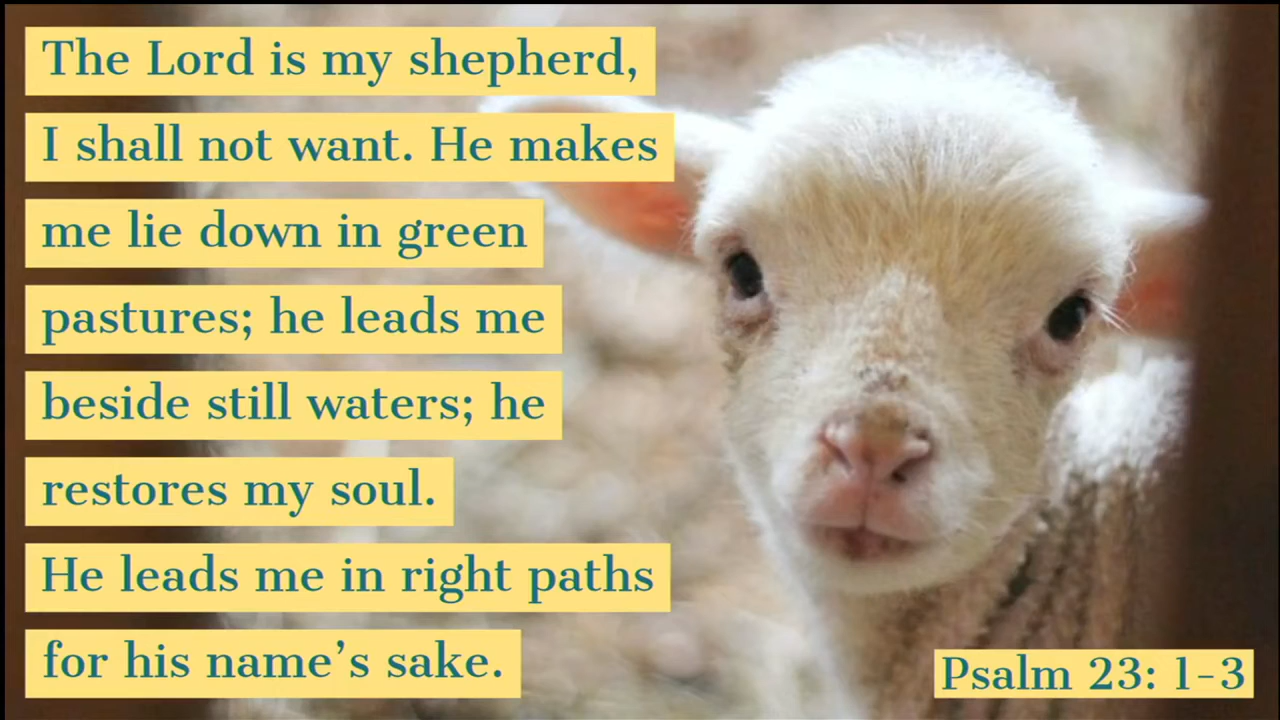 The Lord is my shepherd,
I shall not want. He makes
me lie down in green
pastures; he leads me
beside still waters; he
restores my soul.
He leads me in right paths
for his name’s sake.
Psalm 23: 1-3